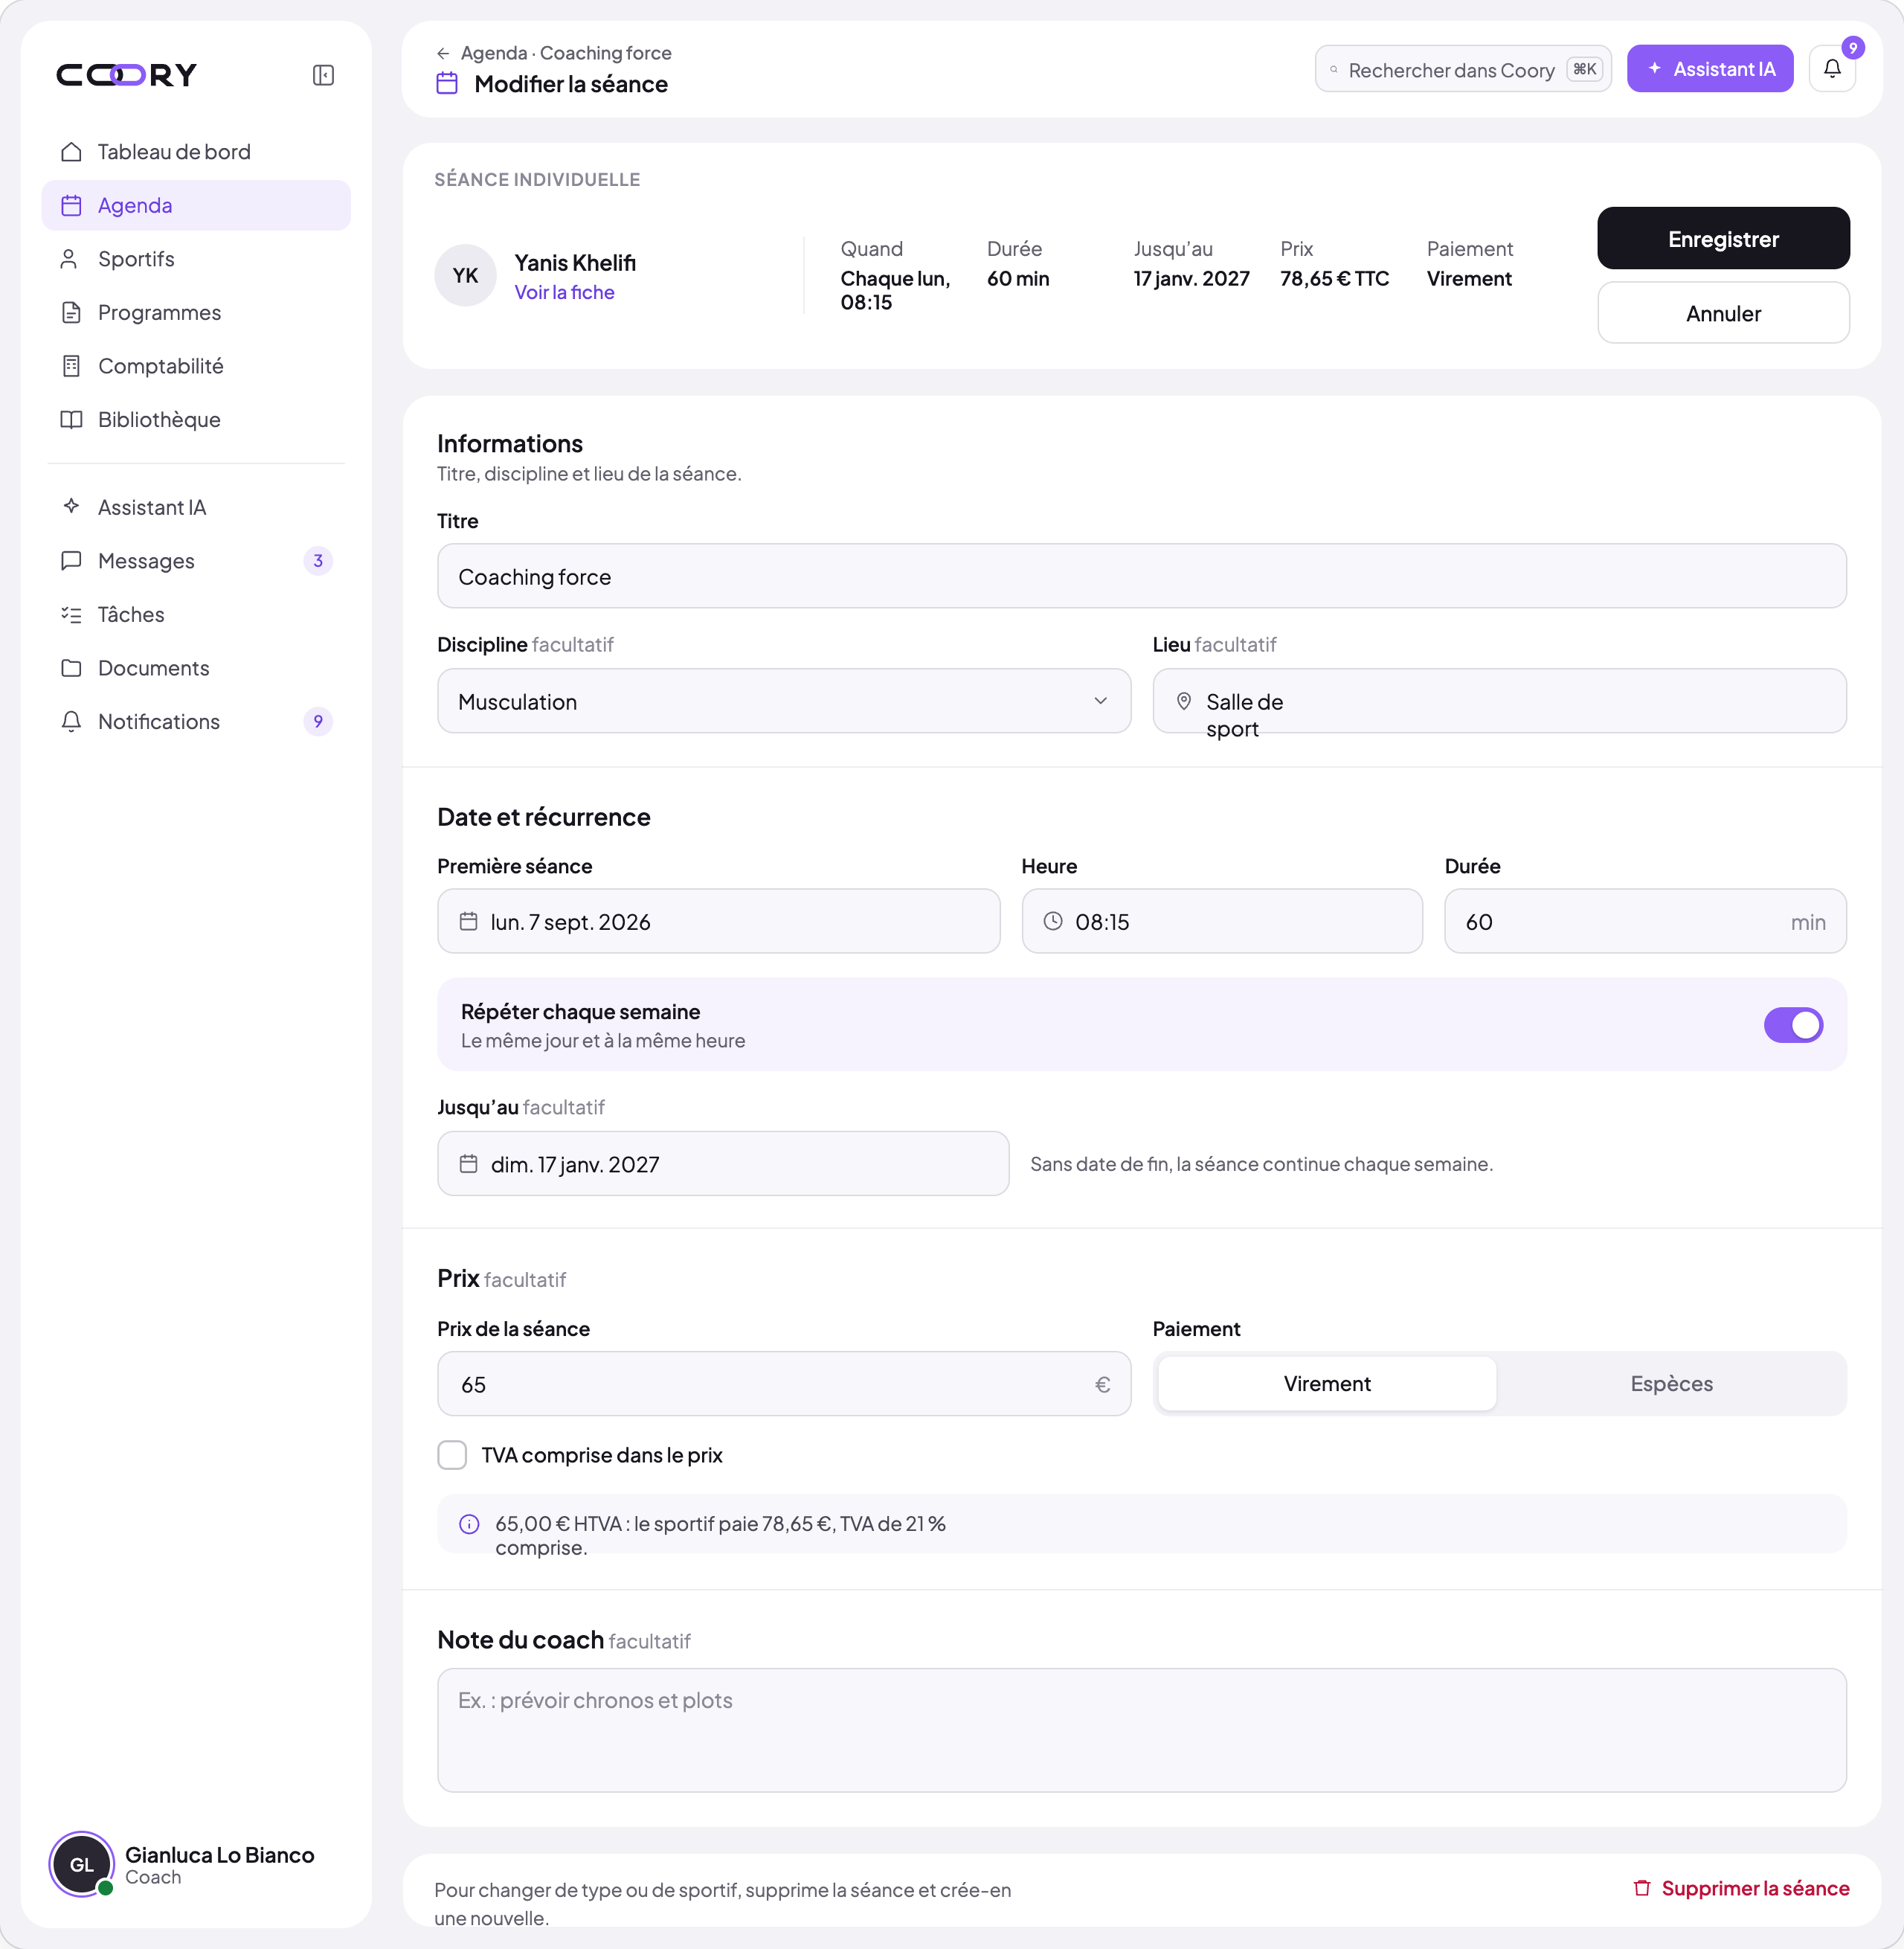 COORY
Tableau de bord
Agenda
Sportifs
Programmes
Comptabilité
Bibliothèque
Assistant IA
Messages 3
Tâches
Documents
Notifications 9
GL
Gianluca Lo Bianco
Coach
← Agenda · Coaching force
Modifier la séance
Rechercher dans Coory ⌘K
Assistant IA
9
SÉANCE INDIVIDUELLE
YK
Yanis Khelifi
Voir la fiche
Quand
Chaque lun,
08:15
Durée
60 min
Jusqu’au
17 janv. 2027
Prix
78,65 € TTC
Paiement
Virement
Enregistrer
Annuler
Informations
Titre, discipline et lieu de la séance.
Titre
Coaching force
Discipline facultatif
Musculation
Lieu facultatif
Salle de
sport
Date et récurrence
Première séance
lun. 7 sept. 2026
Heure
08:15
Durée
60 min
Répéter chaque semaine
Le même jour et à la même heure
Jusqu’au facultatif
dim. 17 janv. 2027
Sans date de fin, la séance continue chaque semaine.
Prix facultatif
Prix de la séance
65 €
Paiement
Virement
Espèces
TVA comprise dans le prix
65,00 € HTVA : le sportif paie 78,65 €, TVA de 21 %
comprise.
Note du coach facultatif
Ex. : prévoir chronos et plots
Pour changer de type ou de sportif, supprime la séance et crée-en
une nouvelle.
Supprimer la séance